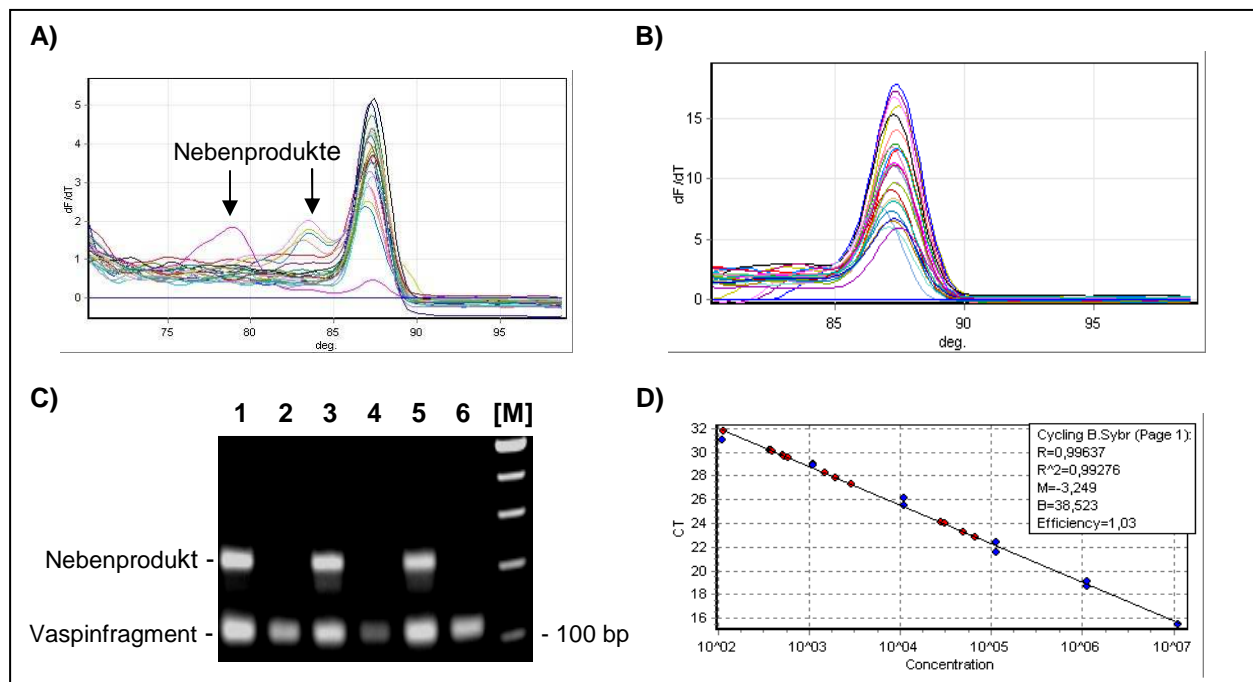 A)
5
4
3
2
1
0
dF/dT
Nebenprodukte
75 80 85 90 95
deg.
B)
15
10
5
0
dF/dT
85 90 95
deg.
C)
1 2 3 4 5 6 [M]
Nebenprodukt -
Vaspinfragment -
- 100 bp
D)
32
30
28
26
24
22
20
18
16
CT
Cycling B.Sybr (Page 1):
R=0,99637
R^2=0,99276
M=-3,249
B=38,523
Efficiency=1,03
10^02 10^03 10^04 10^05 10^06 10^07
Concentration